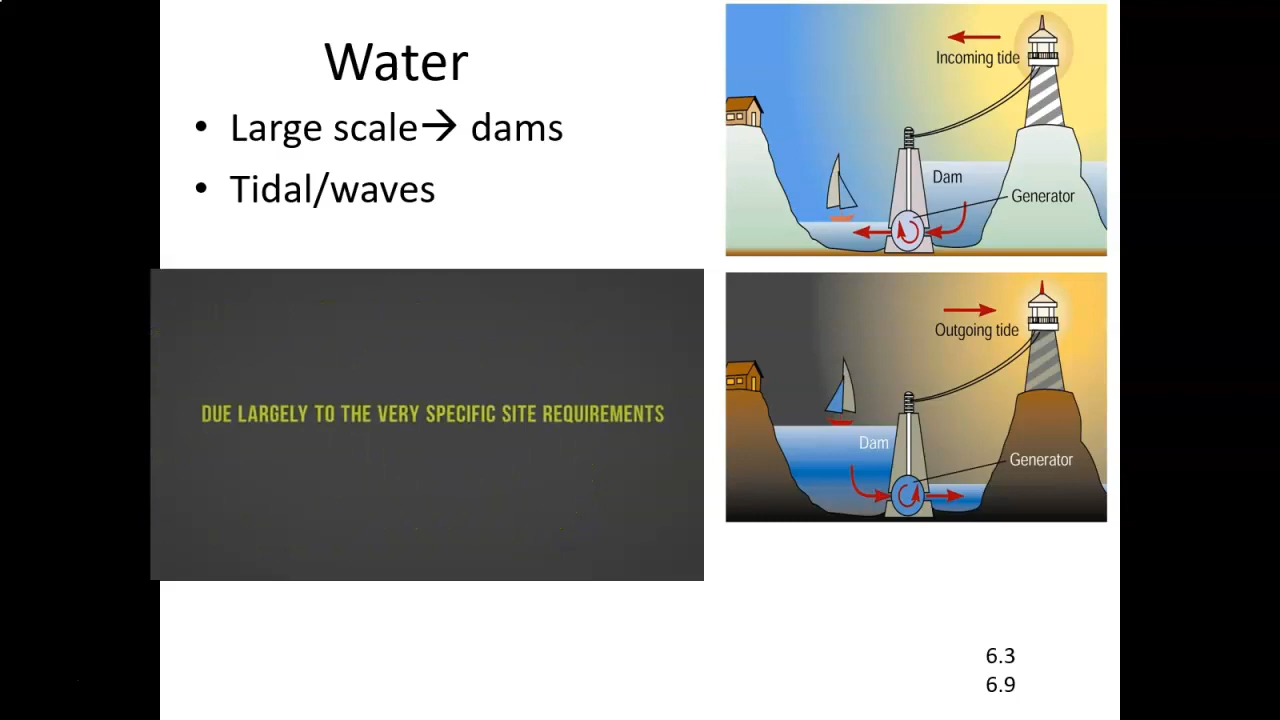 Water
• Large scale→ dams
• Tidal/waves
DUE LARGELY TO THE VERY SPECIFIC SITE REQUIREMENTS
Incoming tide
Dam
Generator
Outgoing tide
Dam
Generator
6.3
6.9